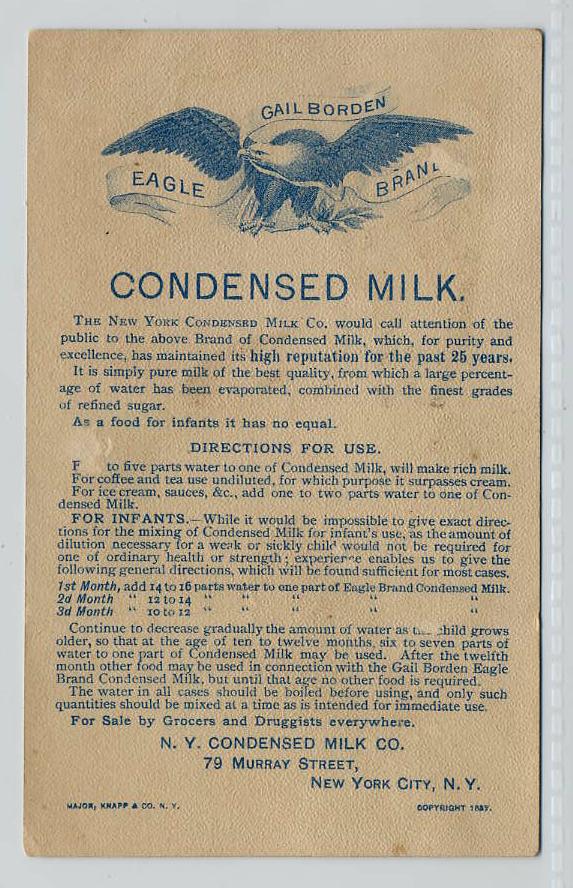 GAIL BORDEN
EAGLE
CONDENSED MILK.
THE NEW YORK CONDENSED MILK CO. would call attention of the
public to the above Brand of Condensed Milk, which, for purity and
excellence, has maintained its high reputation for the past 25 years.
It is simply pure milk of the best quality, from which a large percent-
age of water has been evaporated, combined with the finest grades
of refined sugar.
As a food for infants it has no equal.
DIRECTIONS FOR USE.
F to five parts water to one of Condensed Milk, will make rich milk.
For coffee and tea use undiluted, for which purpose it surpasses cream.
For ice cream, sauces, &c., add one to two parts water to one of Con-
densed Milk.
FOR INFANTS.—While it would be impossible to give exact direc-
tions for the mixing of Condensed Milk for infant's use, as the amount of
dilution necessary for a weak or sickly child would not be required for
one of ordinary health or strength; experience enables us to give the
following general directions, which will be found sufficient for most cases.
1st Month, add 14 to 16 parts water to one part of Eagle Brand Condensed Milk.
2d Month " 12 to 14 " " " " "
3d Month " 10 to 12 " " " " "
Continue to decrease gradually the amount of water as child grows
older, so that at the age of ten to twelve months, six to seven parts of
water to one part of Condensed Milk may be used. After the twelfth
month other food may be used in connection with the Gail Borden Eagle
Brand Condensed Milk, but until that age no other food is required.
The water in all cases should be boiled before using, and only such
quantities should be mixed at a time as is intended for immediate use.
For Sale by Grocers and Druggists everywhere.
N. Y. CONDENSED MILK CO.
79 MURRAY STREET,
NEW YORK CITY, N. Y.
MAJOR, KNAPP & CO. N. Y.
COPYRIGHT 1887.